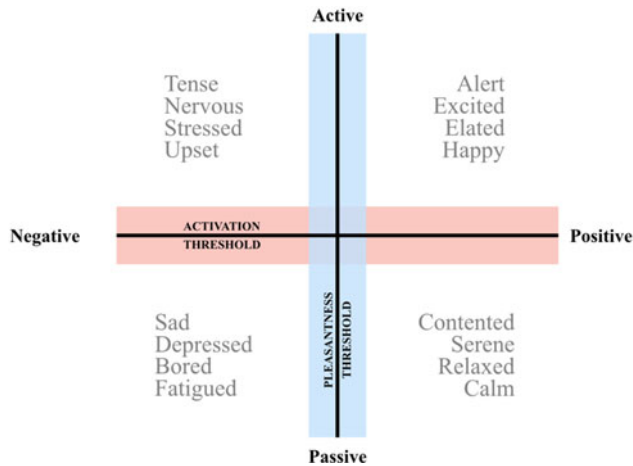 Active
Tense
Nervous
Stressed
Upset
Alert
Excited
Elated
Happy
ACTIVATION
THRESHOLD
Negative
Positive
Sad
Depressed
Bored
Fatigued
PLEASANTNESS
THRESHOLD
Contented
Serene
Relaxed
Calm
Passive